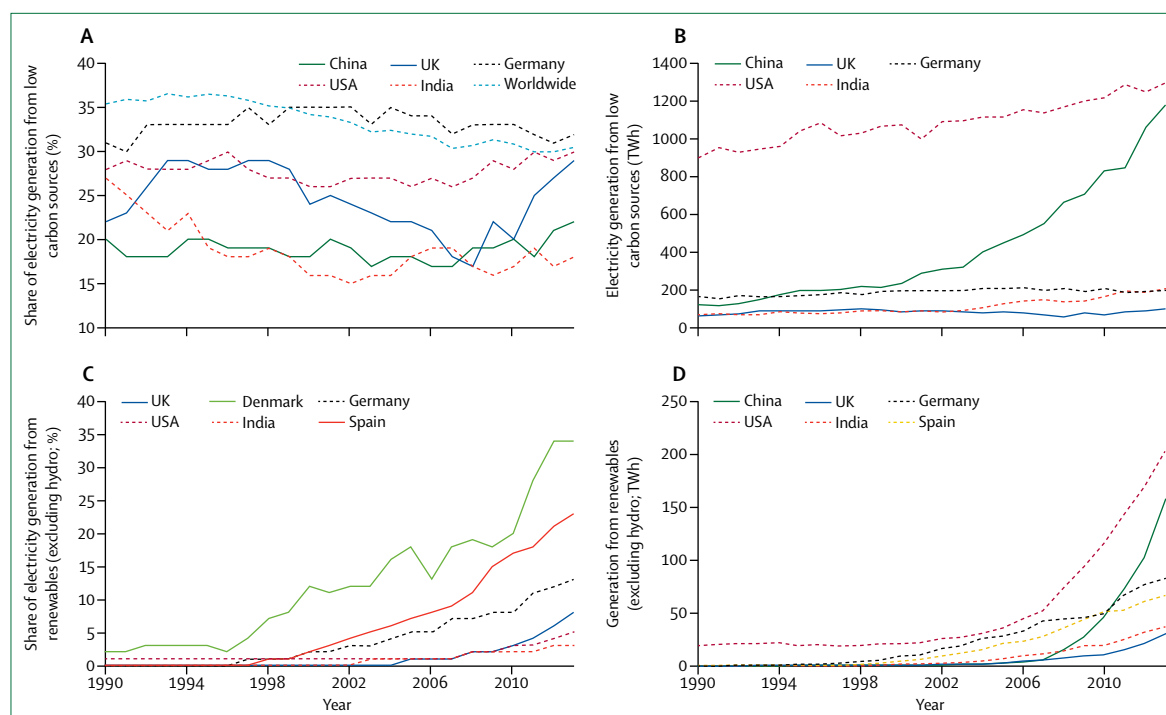 A
China
UK
Germany
USA
India
Worldwide
Share of electricity generation from low
carbon sources (%)
40
35
30
25
20
15
10
B
China
UK
Germany
USA
India
Electricity generation from low
carbon sources (TWh)
1400
1200
1000
800
600
400
200
0
C
UK
Denmark
Germany
USA
India
Spain
Share of electricity generation from
renewables (excluding hydro; %)
40
35
30
25
20
15
10
5
0
1990
1994
1998
2002
2006
2010
Year
D
China
UK
Germany
USA
India
Spain
Generation from renewables
(excluding hydro; TWh)
250
200
150
100
50
0
1990
1994
1998
2002
2006
2010
Year